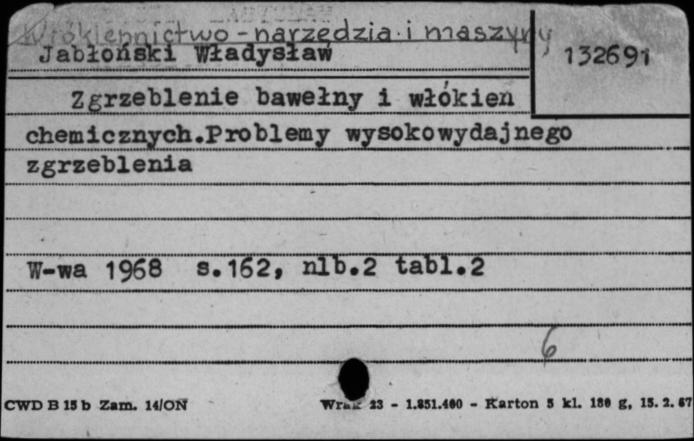 Włókiennictwo - narzędzia i maszyny
Jabłoński Władysław
132691
Zgrzeblenie bawełny i włókien
chemicznych.Problemy wysokowydajnego
zgrzeblenia
W-wa 1968 s.162, nlb.2 tabl.2
6
CWD B 15 b Zam. 14/ON
23 - 1.851.400 - Karton 5 kl. 180 g, 15. 2. 67